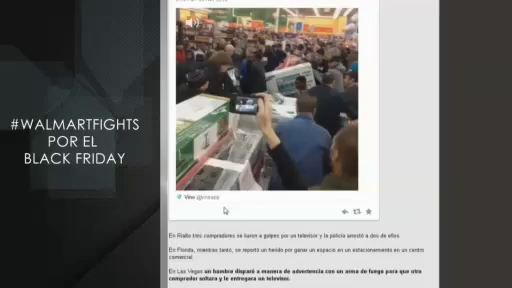 #WALMARTFIGHTS
POR EL
BLACK FRIDAY
Vine
En Rialto tres compradores se liaron a golpes por un televisor y la policía arrestó a dos de ellos.
En Florida, mientras tanto, se reportó un herido por ganar un espacio en un estacionamiento en un centro
comercial.
En Las Vegas un hombre disparó a manera de advertencia con un arma de fuego para que otro
comprador soltara y le entregara un televisor.